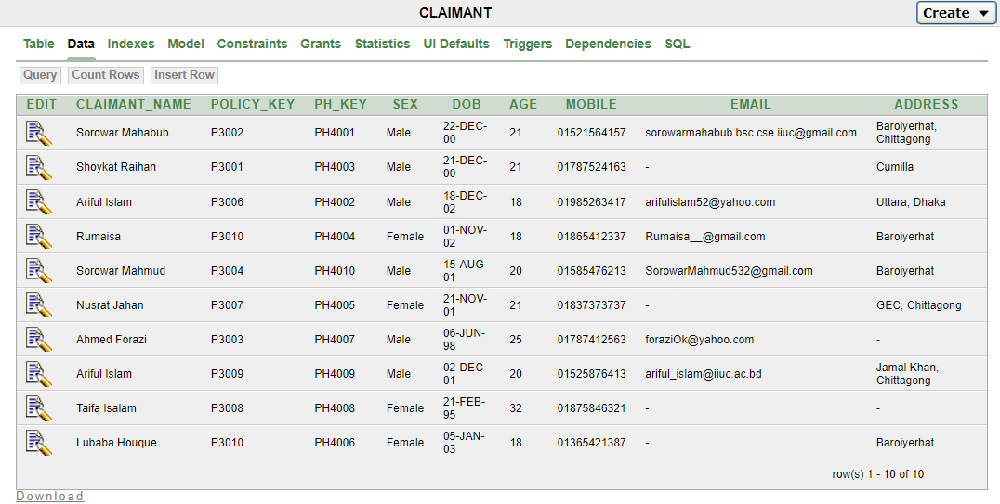 CLAIMANT
Create
Table Data Indexes Model Constraints Grants Statistics UI Defaults Triggers Dependencies SQL
Query Count Rows Insert Row
EDIT CLAIMANT_NAME POLICY_KEY PH_KEY SEX DOB AGE MOBILE EMAIL ADDRESS
Sorowar Mahabub P3002 PH4001 Male 22-DEC-00 21 01521564157 sorowarmahabub.bsc.cse.iiuc@gmail.com Baroiyerhat, Chittagong
Shoykat Raihan P3001 PH4003 Male 21-DEC-00 21 01787524163 - Cumilla
Ariful Islam P3006 PH4002 Male 18-DEC-02 18 01985263417 arifulislam52@yahoo.com Uttara, Dhaka
Rumaisa P3010 PH4004 Female 01-NOV-02 18 01865412337 Rumaisa__@gmail.com Baroiyerhat
Sorowar Mahmud P3004 PH4010 Male 15-AUG-01 20 01585476213 SorowarMahmud532@gmail.com Baroiyerhat
Nusrat Jahan P3007 PH4005 Female 21-NOV-01 21 01837373737 - GEC, Chittagong
Ahmed Forazi P3003 PH4007 Male 06-JUN-98 25 01787412563 foraziOk@yahoo.com -
Ariful Islam P3009 PH4009 Male 02-DEC-01 20 01525876413 ariful_islam@iiuc.ac.bd Jamal Khan, Chittagong
Taifa Isalam P3008 PH4008 Female 21-FEB-95 32 01875846321 - -
Lubaba Houque P3010 PH4006 Female 05-JAN-03 18 01365421387 - Baroiyerhat
row(s) 1 - 10 of 10
Download